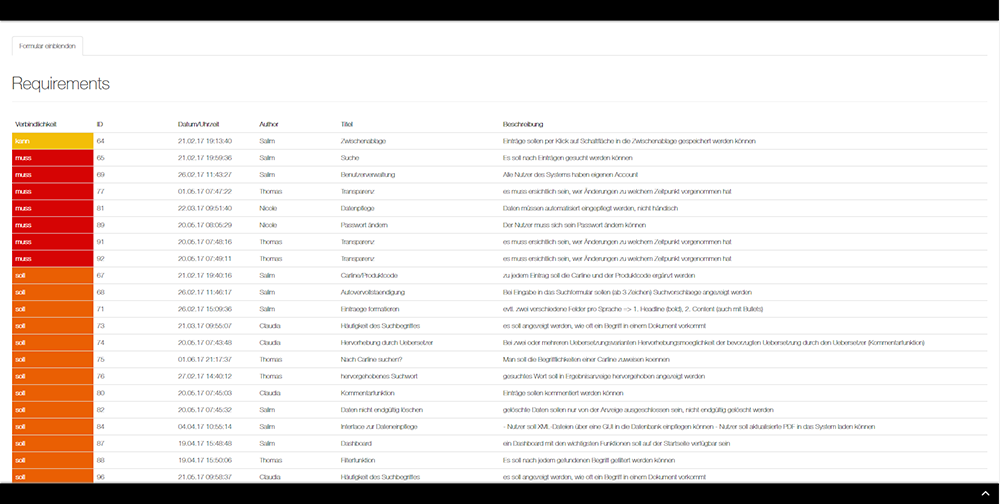 Formular einblenden
Requirements
Verbindlichkeit ID Datum/Uhrzeit Author Titel Beschreibung
kann 64 21.02.17 19:13:40 Salim Zwischenablage Einträge sollen per Klick auf Schaltfläche in die Zwischenablage gespeichert werden können
muss 65 21.02.17 19:59:36 Salim Suche Es soll nach Einträgen gesucht werden können
muss 69 26.02.17 11:43:27 Salim Benutzerverwaltung Alle Nutzer des Systems haben eigenen Account
muss 77 01.05.17 07:47:22 Thomas Transparenz es muss ersichtlich sein, wer Änderungen zu welchem Zeitpunkt vorgenommen hat
muss 81 22.03.17 09:51:40 Nicole Datenpflege Daten müssen automatisiert eingepflegt werden, nicht händisch
muss 89 20.05.17 08:05:29 Nicole Passwort ändern Der Nutzer muss sich sein Passwort ändern können
muss 91 20.05.17 07:48:16 Thomas Transparenz es muss ersichtlich sein, wer Änderungen zu welchem Zeitpunkt vorgenommen hat
muss 92 20.05.17 07:49:11 Thomas Transparenz es muss ersichtlich sein, wer Änderungen zu welchem Zeitpunkt vorgenommen hat
soll 67 21.02.17 19:40:16 Salim Carline/Produktcode zu jedem Eintrag soll die Carline und der Produktcode ergänzt werden
soll 68 26.02.17 11:46:17 Salim Autovervollstaendigung Bei Eingabe in das Suchformular sollen (ab 3 Zeichen) Suchvorschlaege angezeigt werden
soll 71 26.02.17 15:09:36 Salim Eintraege formatieren evtl. zwei verschiedene Felder pro Sprache --> 1. Headline (bold), 2. Content (auch mit Bullets)
soll 73 21.03.17 09:55:07 Claudia Häufigkeit des Suchbegriffes es soll angezeigt werden, wie oft ein Begriff in einem Dokument vorkommt
soll 74 20.05.17 07:43:48 Claudia Hervorhebung durch Uebersetzer Bei zwei oder mehreren Uebersetzungsvarianten Hervorhebungsmoeglichkeit der bevorzugten Uebersetzung durch den Uebersetzer (Kommentarfunktion)
soll 75 01.06.17 21:17:37 Thomas Nach Carline suchen? Man soll die Begrifflichkeiten einer Carline zuweisen koennen
soll 76 27.02.17 14:40:12 Thomas hervorgehobenes Suchwort gesuchtes Wort soll in Ergebnisanzeige hervorgehoben angezeigt werden
soll 80 20.05.17 07:45:03 Claudia Kommentarfunktion Einträge sollen kommentiert werden können
soll 82 20.05.17 07:45:32 Salim Daten nicht endgültig löschen gelöschte Daten sollen nur von der Anzeige ausgeschlossen sein, nicht endgültig gelöscht werden
soll 84 04.04.17 10:55:14 Salim Interface zur Dateneinpflege - Nutzer soll XML-Dateien über eine GUI in die Datenbank einpflegen können - Nutzer soll aktualisierte PDF in das System laden können
soll 87 19.04.17 15:48:48 Salim Dashboard ein Dashboard mit den wichtigsten Funktionen soll auf der Startseite verfügbar sein
soll 88 19.04.17 15:50:06 Thomas Filterfunktion Es soll nach jedem gefundenen Begriff gefiltert werden können
soll 96 21.05.17 09:58:37 Claudia Häufigkeit des Suchbegriffes es soll angezeigt werden, wie oft ein Begriff in einem Dokument vorkommt